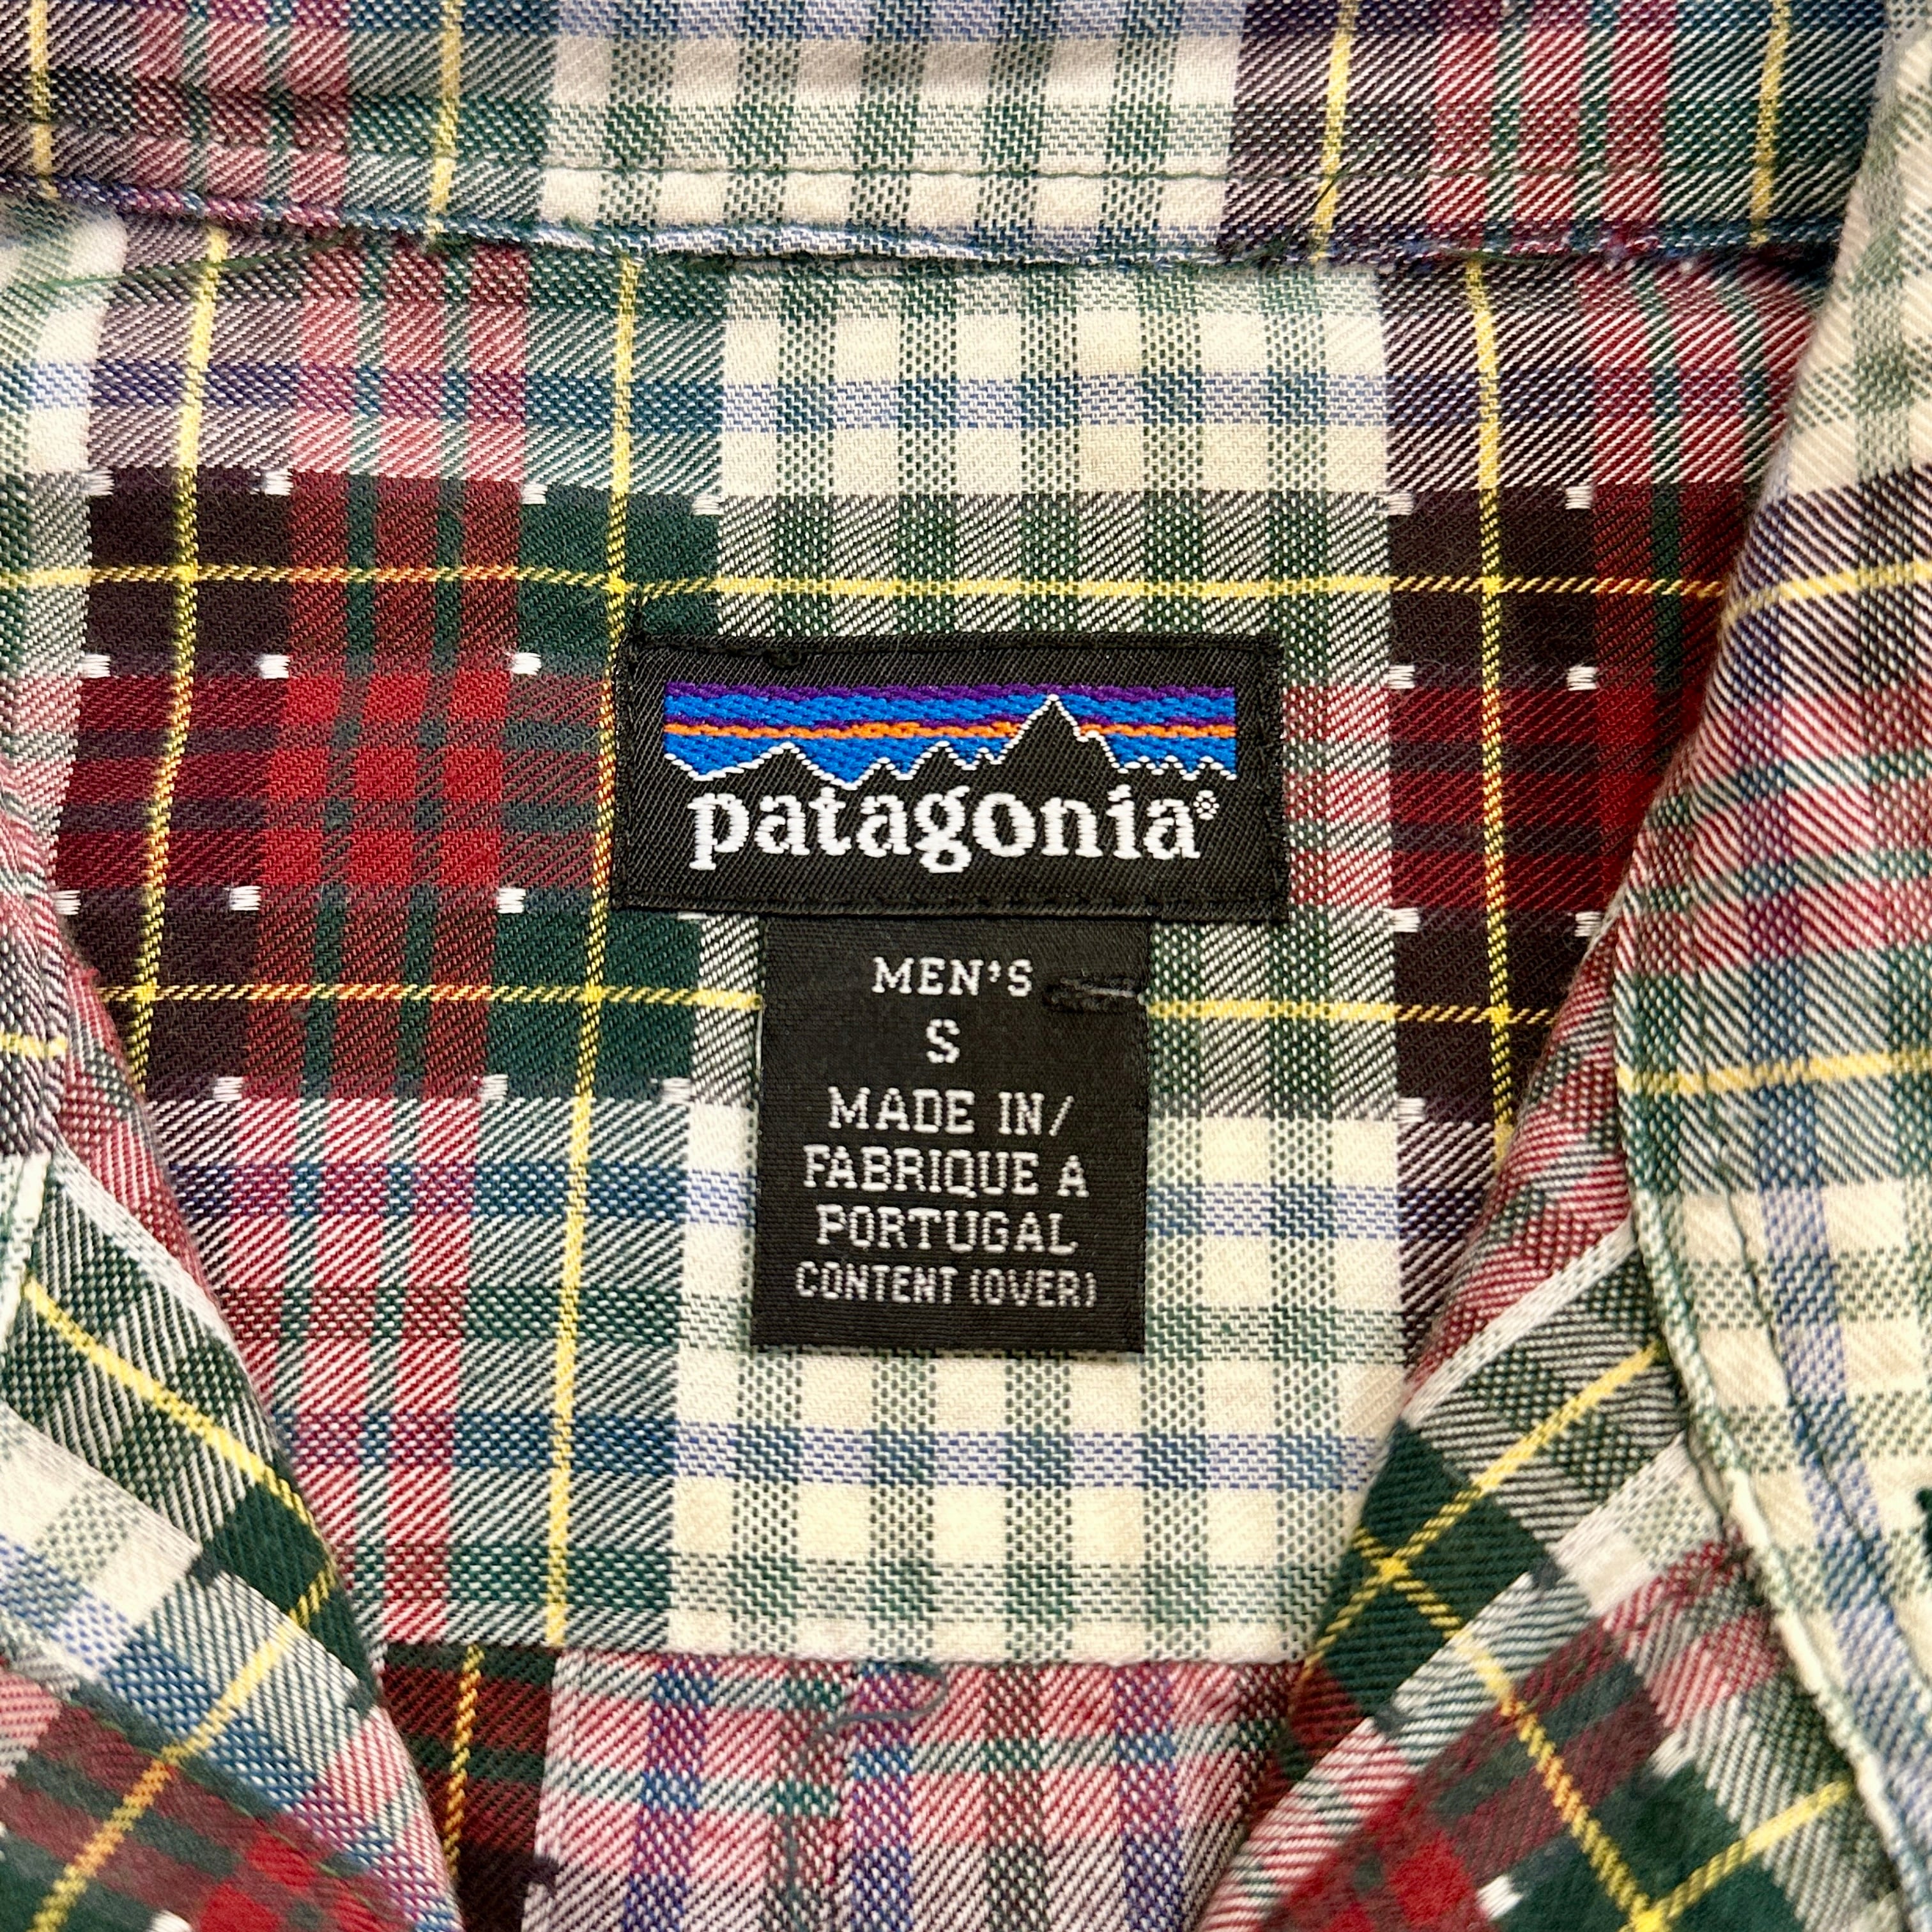 patagonia®
MEN'S
S
MADE IN/
FABRIQUE A
PORTUGAL
CONTENT (OVER)